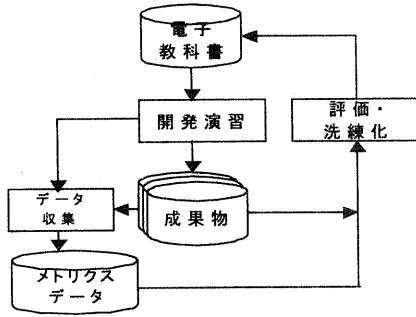 電子
教科書
開発演習
評価・
洗練化
データ
収集
成果物
メトリクス
データ